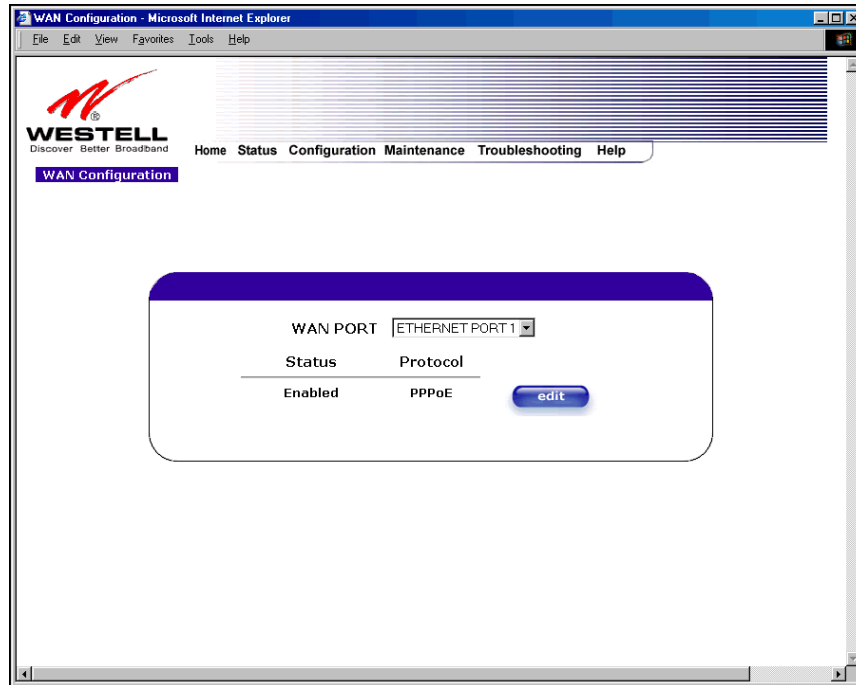 WAN Configuration - Microsoft Internet Explorer
File Edit View Favorites Tools Help
®
WESTELL
Discover Better Broadband
Home Status Configuration Maintenance Troubleshooting Help
WAN Configuration
WAN PORT ETHERNET PORT 1
Status Protocol
Enabled PPPoE edit